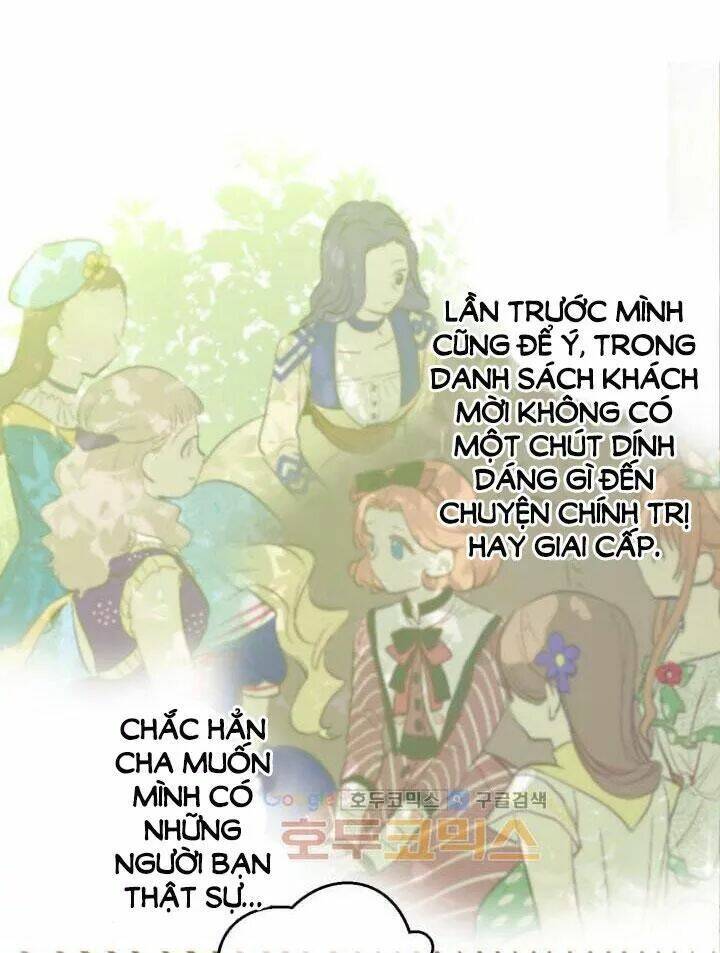 LẦN TRƯỚC MÌNH
CŨNG ĐỂ Ý, TRONG
DANH SÁCH KHÁCH
MỜI KHÔNG CÓ
MỘT CHÚT DÍNH
DÁNG GÌ ĐẾN
CHUYỆN CHÍNH TRỊ
HAY GIAI CẤP.
CHẮC HẲN
CHA MUỐN
MÌNH CÓ
NHỮNG
NGƯỜI BẠN
THẬT SỰ...
Google 호두코믹스 구글검색
호두코믹스